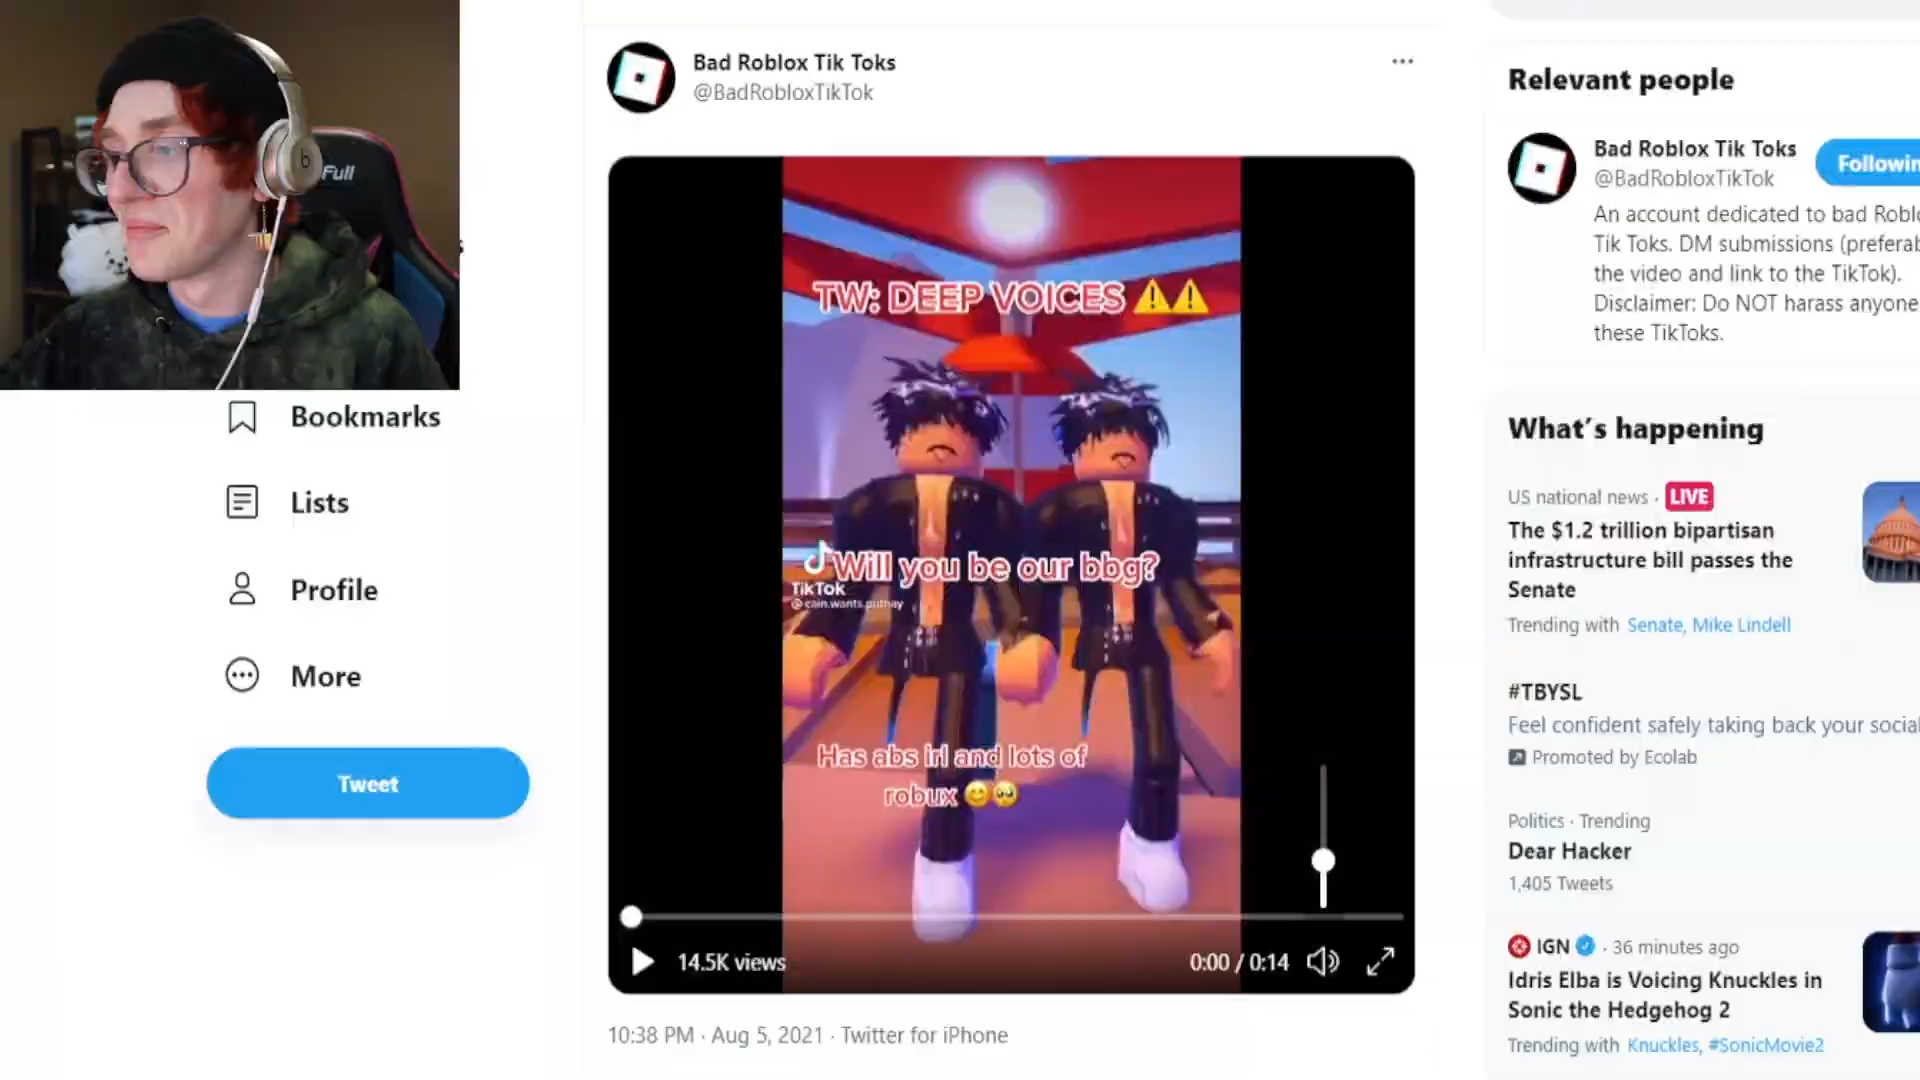 Full
Bookmarks
Lists
Profile
More
Tweet
Bad Roblox Tik Toks
@BadRobloxTikTok
TW: DEEP VOICES ⚠️⚠️
Will you be our bbg?
TikTok
@cain.wants.puthay
Has abs irl and lots of
robux 😊🥺
14.5K views
0:00 / 0:14
10:38 PM · Aug 5, 2021 · Twitter for iPhone
Relevant people
Bad Roblox Tik Toks
@BadRobloxTikTok
Followin
An account dedicated to bad Roblo
Tik Toks. DM submissions (preferab
the video and link to the TikTok).
Disclaimer: Do NOT harass anyone
these TikToks.
What's happening
US national news · LIVE
The $1.2 trillion bipartisan
infrastructure bill passes the
Senate
Trending with Senate, Mike Lindell
#TBYSL
Feel confident safely taking back your social
Promoted by Ecolab
Politics · Trending
Dear Hacker
1,405 Tweets
IGN · 36 minutes ago
Idris Elba is Voicing Knuckles in
Sonic the Hedgehog 2
Trending with Knuckles, #SonicMovie2